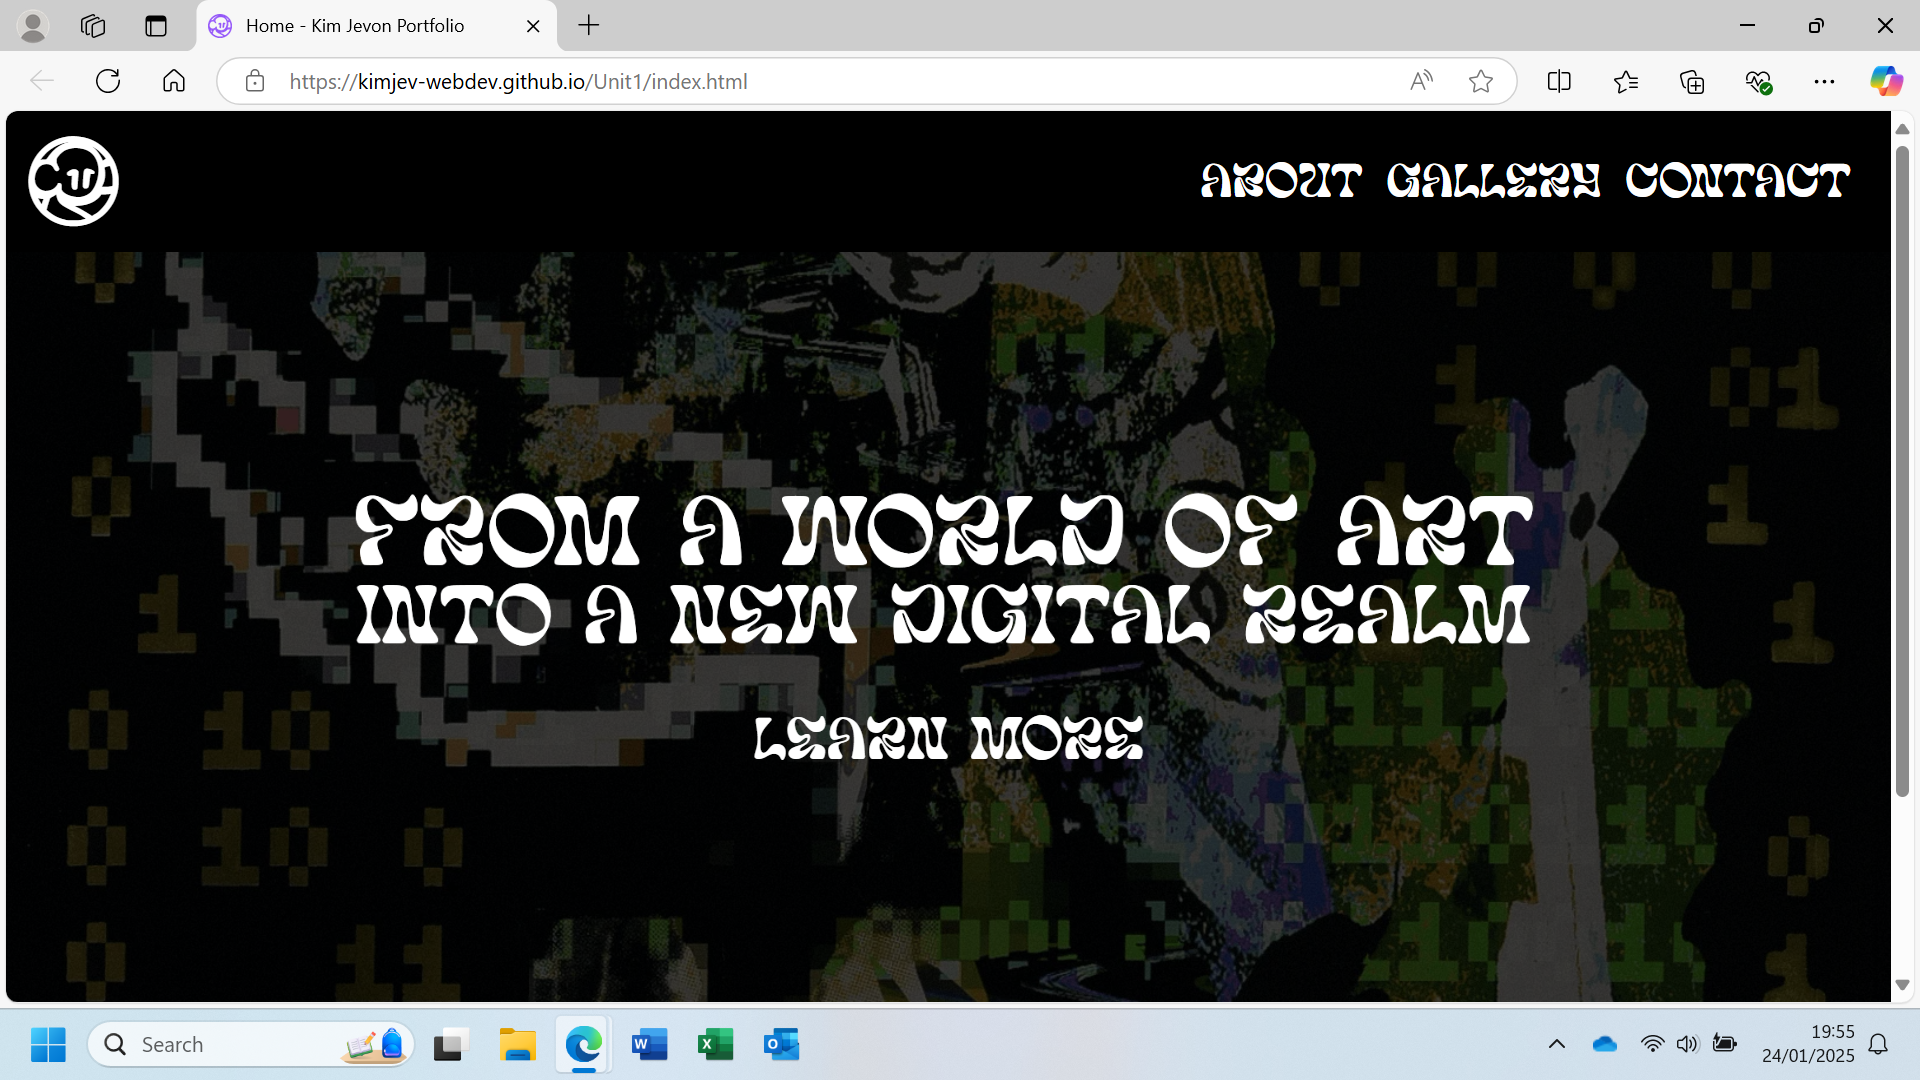 Home - Kim Jevon Portfolio
https://kimjev-webdev.github.io/Unit1/index.html
ABOUT GALLERY CONTACT
FROM A WORLD OF ART
INTO A NEW DIGITAL REALM
LEARN MORE
Search
19:55
24/01/2025